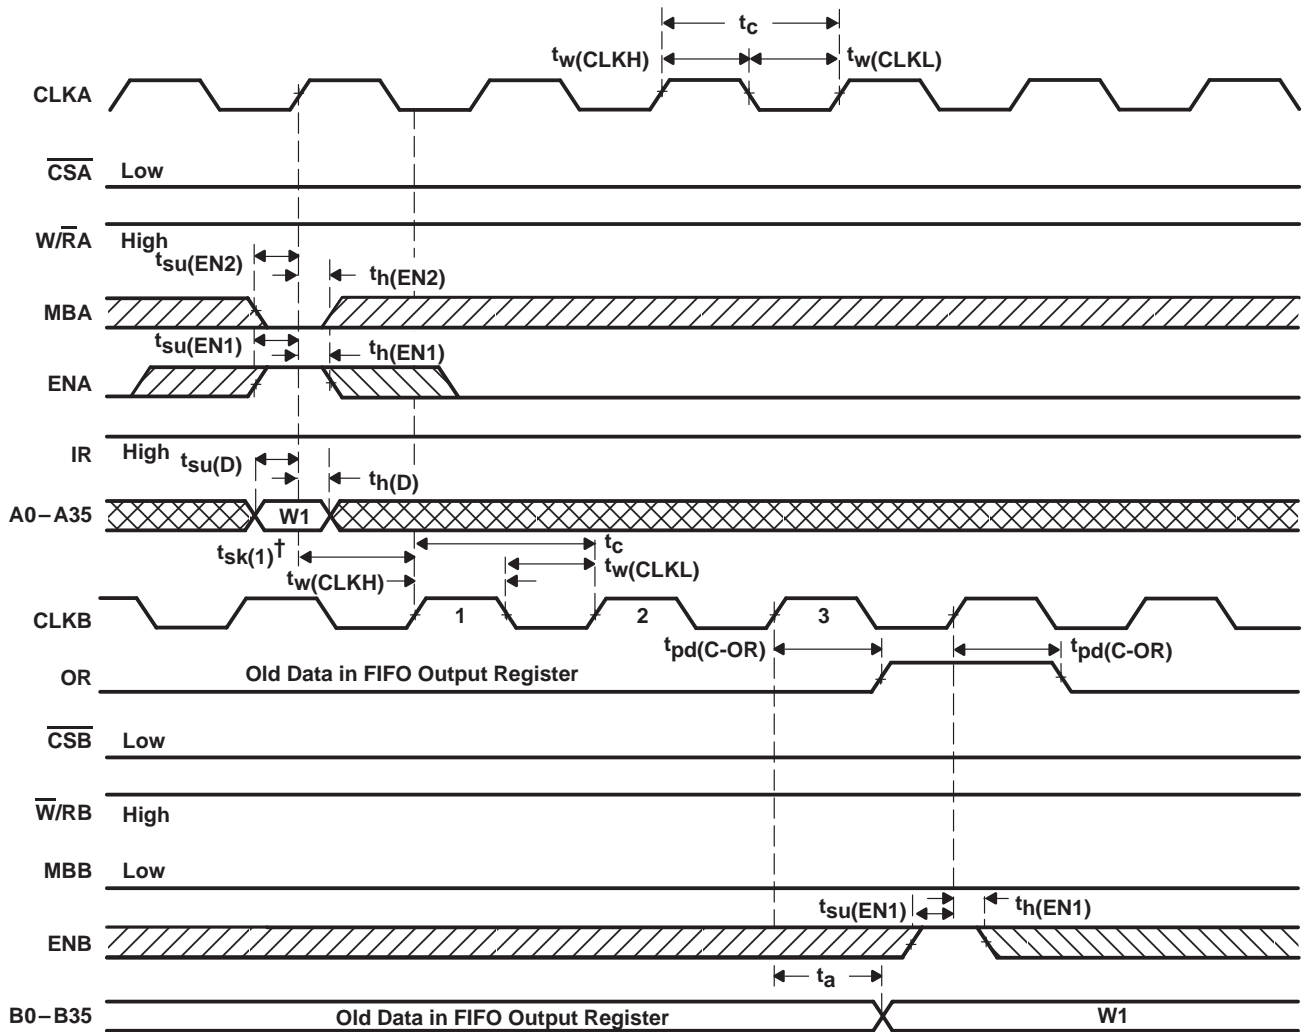 tc
tw(CLKH)
tw(CLKL)
CLKA
CSA Low
W/RA High
tsu(EN2)
th(EN2)
MBA
tsu(EN1)
th(EN1)
ENA
IR High
tsu(D)
th(D)
A0–A35 W1
tsk(1)†
tc
tw(CLKH)
tw(CLKL)
CLKB 1 2 3
tpd(C-OR)
tpd(C-OR)
OR Old Data in FIFO Output Register
CSB Low
W/RB High
MBB Low
tsu(EN1)
th(EN1)
ENB
ta
B0–B35 Old Data in FIFO Output Register W1